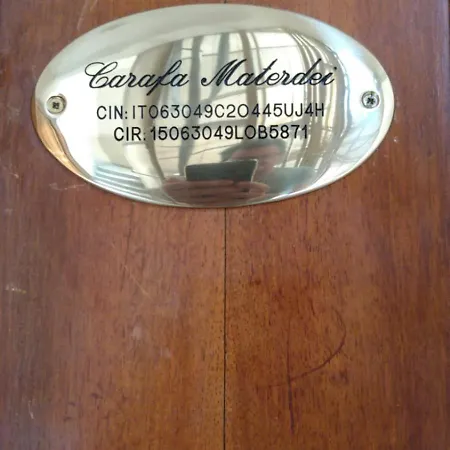 Carafa Materdei
CIN: IT063049C2O445UJ4H
CIR: 15063049LOB5871